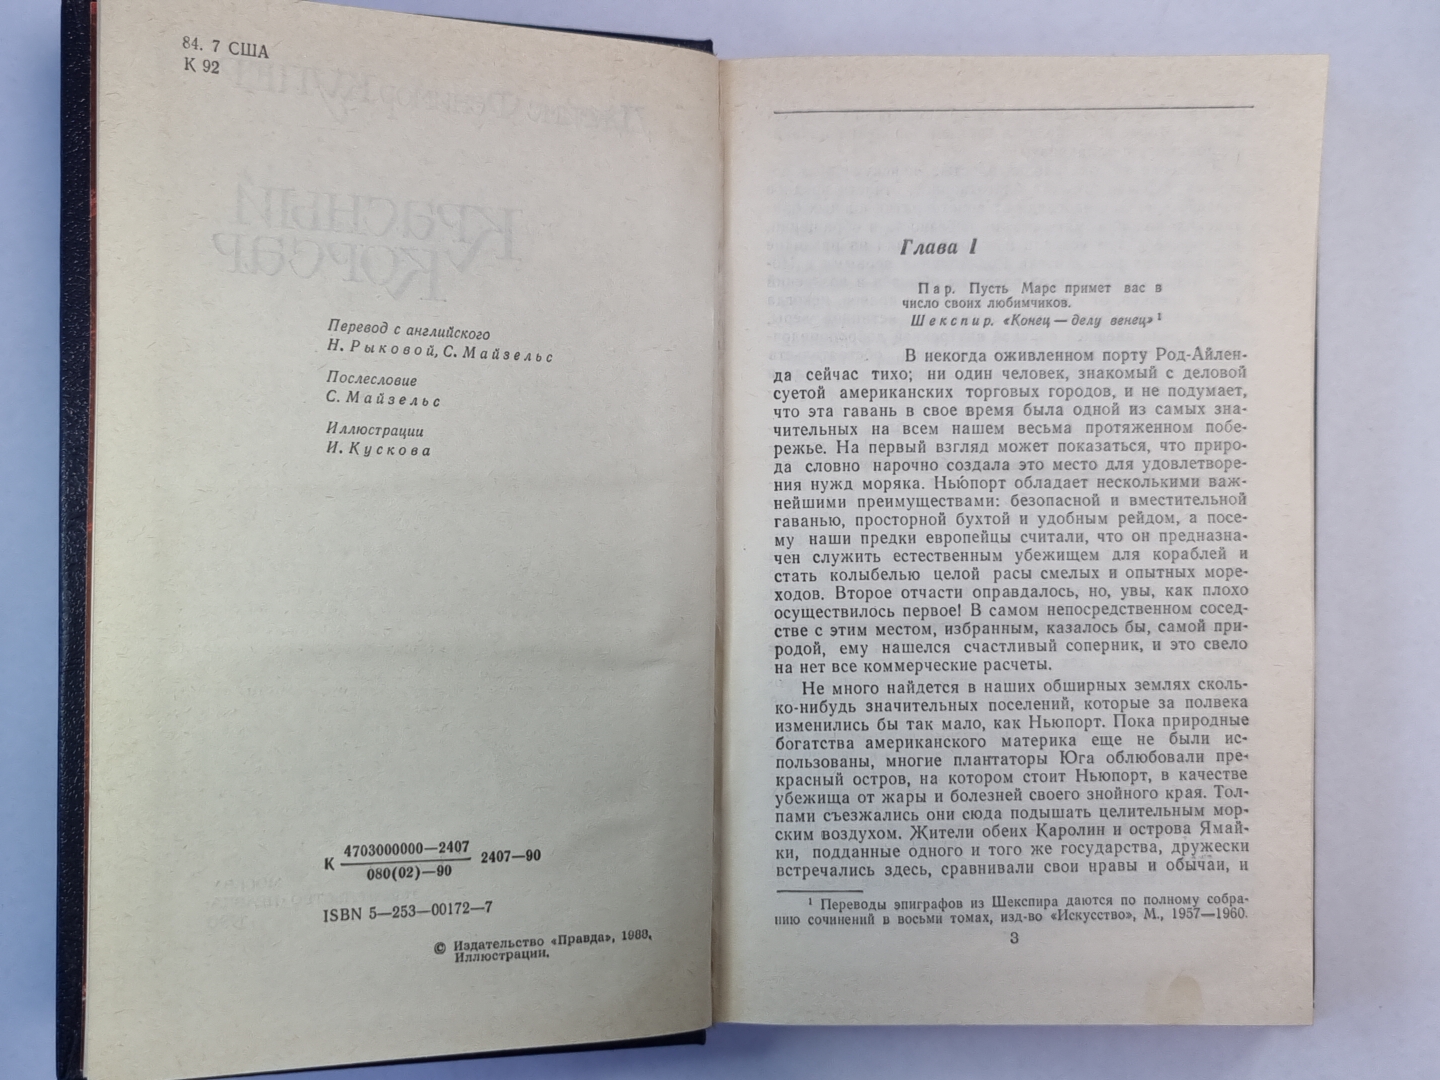 84. 7 США
К 92
Перевод с английского
Н. Рыковой, С. Майзельс
Послесловие
С. Майзельс
Иллюстрации
И. Кускова
К 4703000000—2407 2407—90
080(02)—90
ISBN 5—253—00172—7
© Издательство «Правда»,
Иллюстрации.
Глава I
Пар. Пусть Марс примет вас в
число своих любимчиков.
Шекспир. «Конец — делу венец» ¹
В некогда оживленном порту Род-Айлен-
да сейчас тихо; ни один человек, знакомый с деловой
суетой американских торговых городов, и не подумает,
что эта гавань в свое время была одной из самых зна-
чительных на всем нашем весьма протяженном побе-
режье. На первый взгляд может показаться, что приро-
да словно нарочно создала это место для удовлетворе-
ния нужд моряка. Ньюпорт обладает несколькими важ-
нейшими преимуществами: безопасной и вместительной
гаванью, просторной бухтой и удобным рейдом, а посе-
му наши предки европейцы считали, что он предназна-
чен служить естественным убежищем для кораблей и
стать колыбелью целой расы смелых и опытных море-
ходов. Второе отчасти оправдалось, но, увы, как плохо
осуществилось первое! В самом непосредственном сосед-
стве с этим местом, избранным, казалось бы, самой при-
родой, ему нашелся счастливый соперник, и это свело
на нет все коммерческие расчеты.
Не много найдется в наших обширных землях сколь-
ко-нибудь значительных поселений, которые за полвека
изменились бы так мало, как Ньюпорт. Пока природные
богатства американского материка еще не были ис-
пользованы, многие плантаторы Юга облюбовали пре-
красный остров, на котором стоит Ньюпорт, в качестве
убежища от жары и болезней своего знойного края. Тол-
пами съезжались они сюда подышать целительным мор-
ским воздухом. Жители обеих Каролин и острова Ямай-
ки, подданные одного и того же государства, дружески
встречались здесь, сравнивали свои нравы и обычаи, и
¹ Переводы эпиграфов из Шекспира даются по полному собра-
нию сочинений в восьми томах, изд-во «Искусство», М., 1957—1960.
3